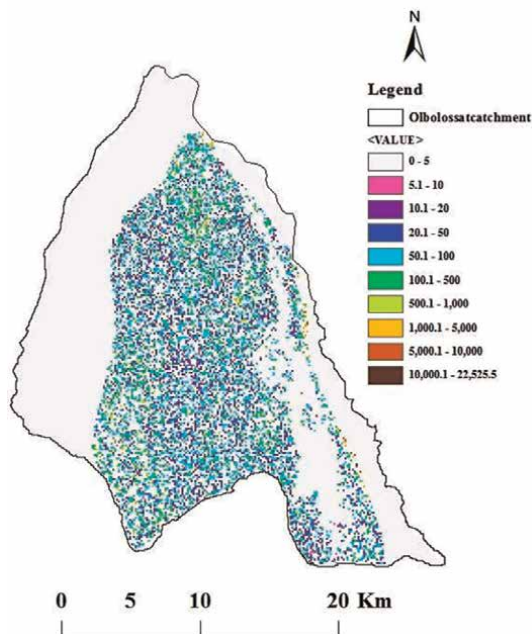 N
Legend
Olbolossatcatchment
<VALUE>
0 - 5
5.1 - 10
10.1 - 20
20.1 - 50
50.1 - 100
100.1 - 500
500.1 - 1,000
1,000.1 - 5,000
5,000.1 - 10,000
10,000.1 - 22,525.5
0 5 10 20 Km